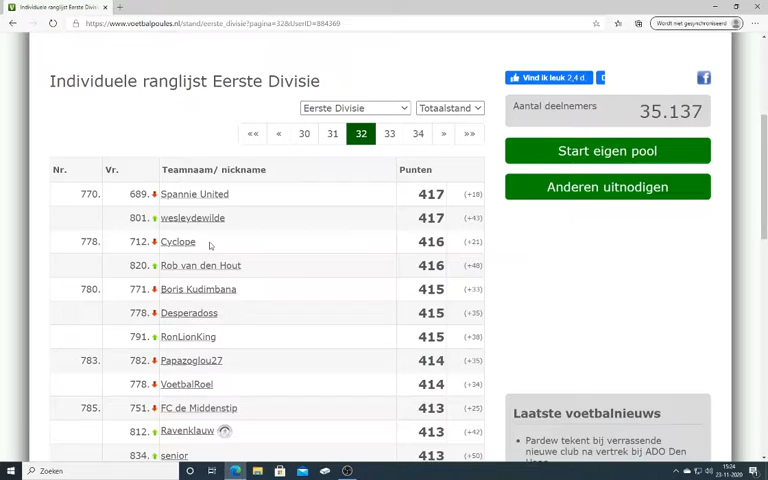 Individuele ranglijst Eerste Divisi
https://www.voetbalpoules.nl/stand/eerste_divisie?pagina=32&UserID=884369
Wordt niet gesynchroniseerd
Individuele ranglijst Eerste Divisie
Vind ik leuk 2,4 d.
Eerste Divisie
Totaalstand
Aantal deelnemers
35.137
«« « 30 31 32 33 34 » »»
Start eigen pool
Anderen uitnodigen
Nr. Vr. Teamnaam/ nickname Punten
770. 689. Spannie United 417 (+18)
801. wesleydewilde 417 (+43)
778. 712. Cyclope 416 (+21)
820. Rob van den Hout 416 (+48)
780. 771. Boris Kudimbana 415 (+33)
778. Desperadoss 415 (+35)
791. RonLionKing 415 (+38)
783. 782. Papazoglou27 414 (+35)
778. VoetbalRoel 414 (+34)
785. 751. FC de Middenstip 413 (+25)
812. Ravenklauw 413 (+42)
834. senior 413 (+50)
Laatste voetbalnieuws
Pardew tekent bij verrassende
nieuwe club na vertrek bij ADO Den
Zoeken
15:24
23-11-2020